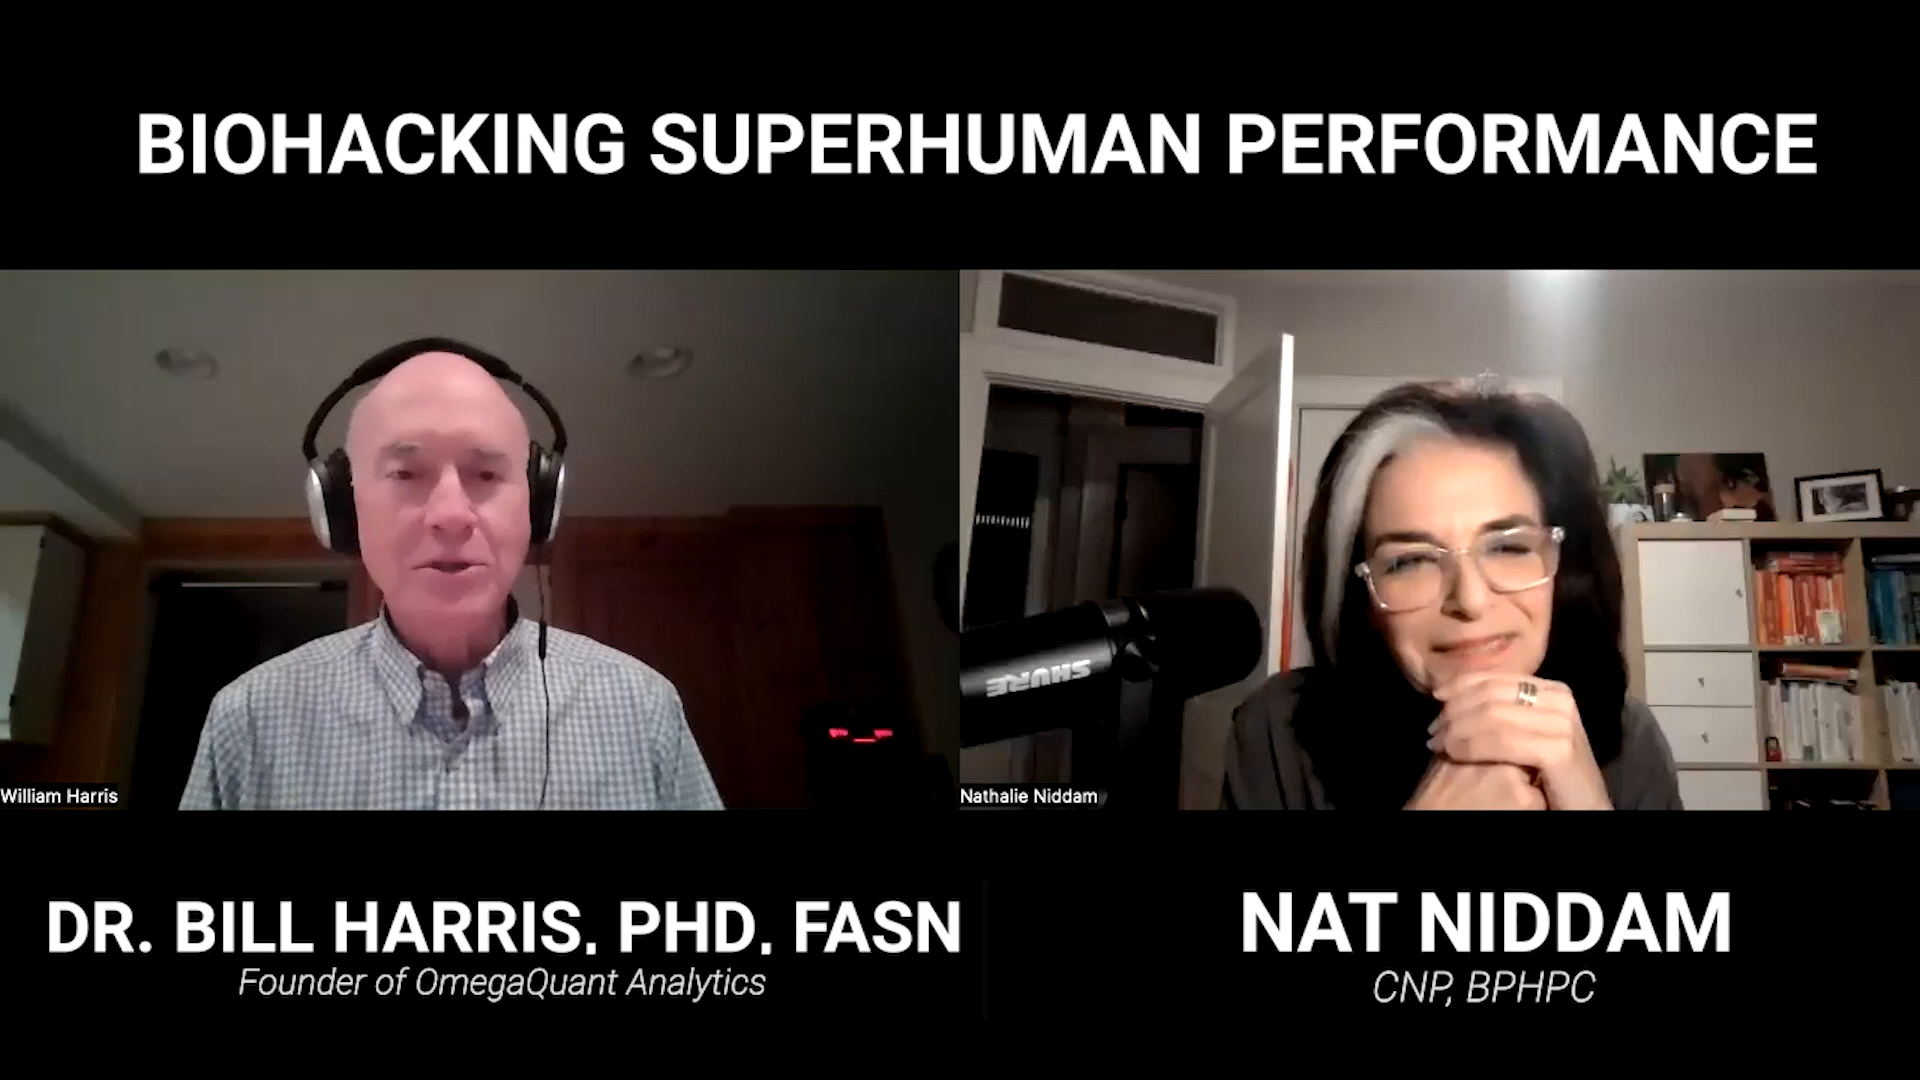 BIOHACKING SUPERHUMAN PERFORMANCE
SHURE
William Harris
Nathalie Niddam
DR. BILL HARRIS, PHD, FASN
Founder of OmegaQuant Analytics
NAT NIDDAM
CNP, BPHPC